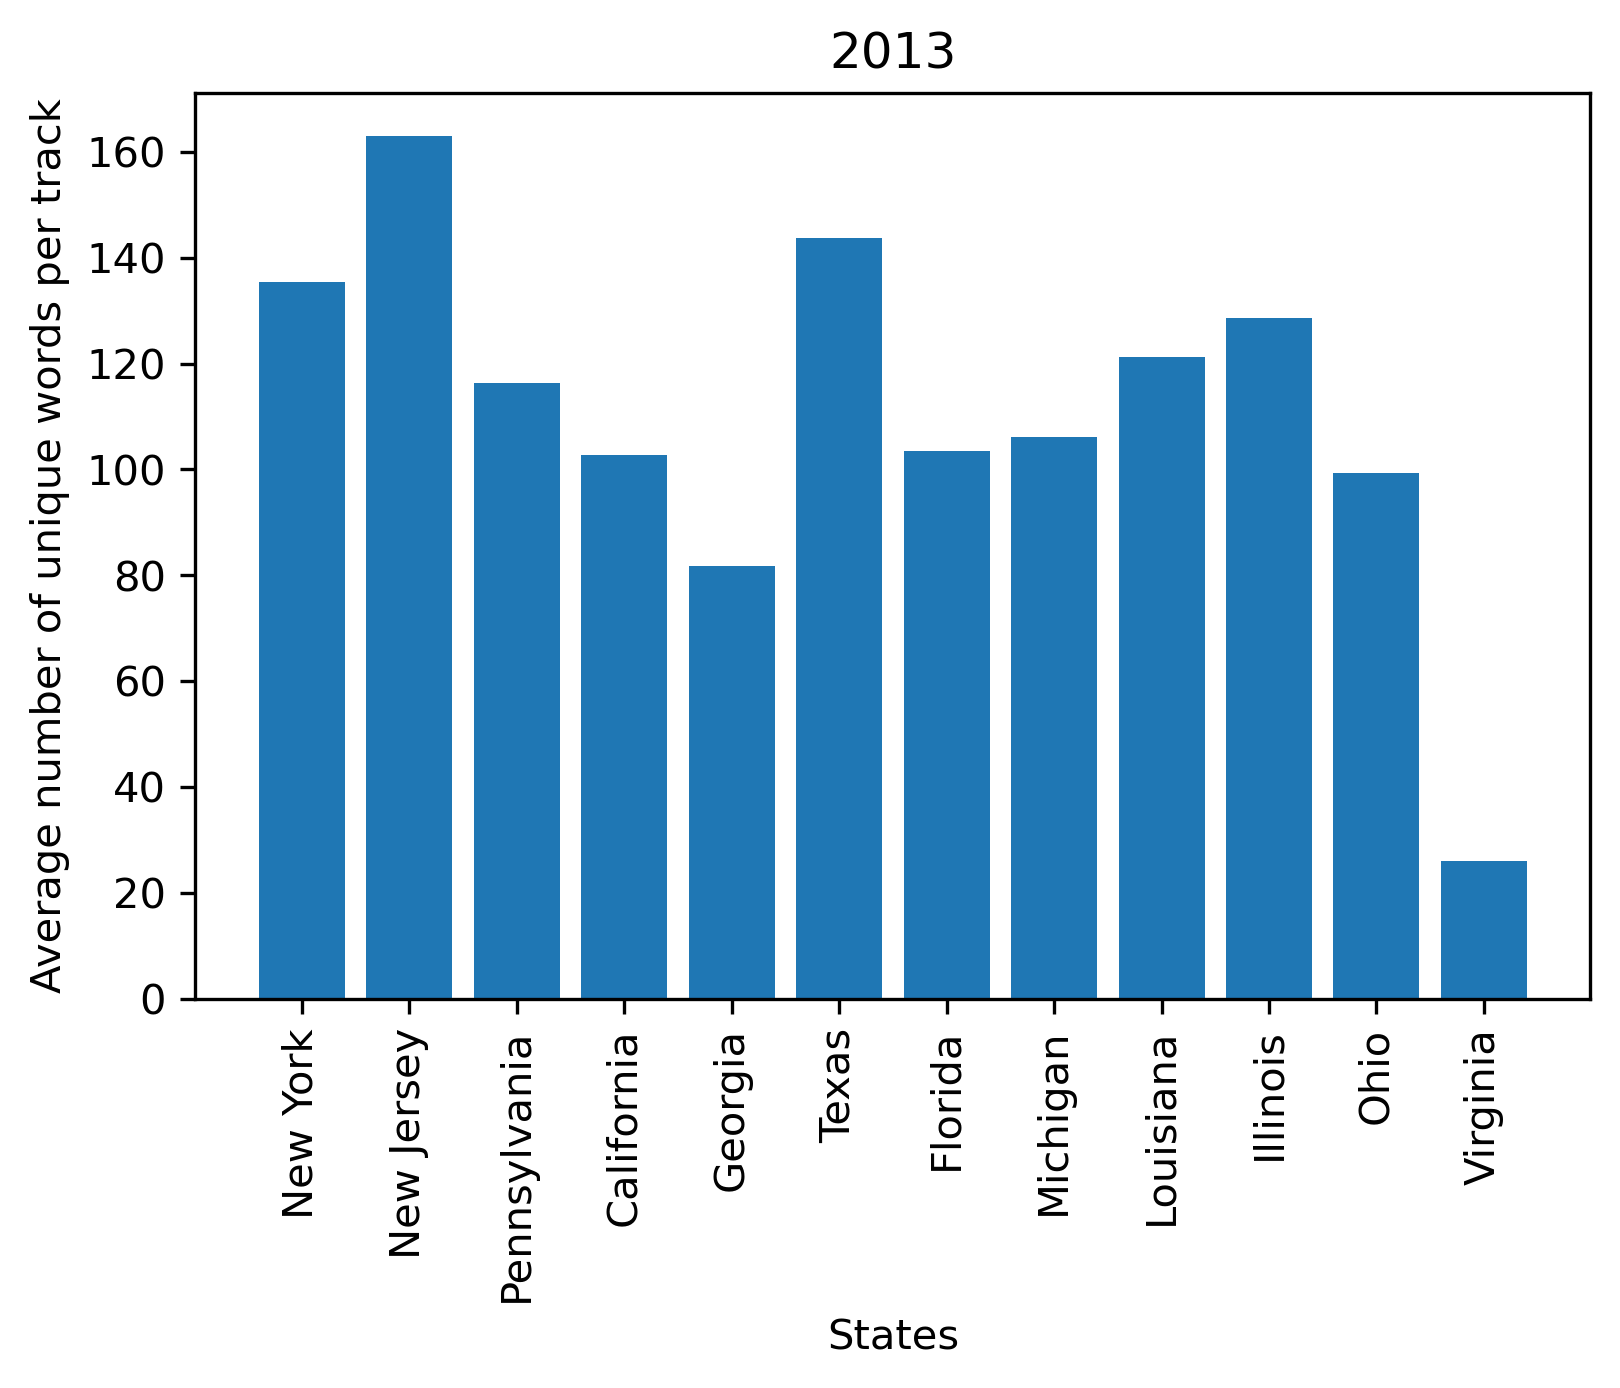 2013
Average number of unique words per track
160
140
120
100
80
60
40
20
0
New York
New Jersey
Pennsylvania
California
Georgia
Texas
Florida
Michigan
Louisiana
Illinois
Ohio
Virginia
States